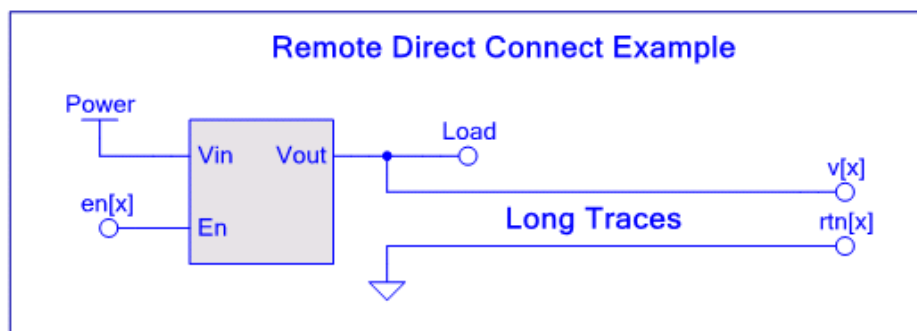 Remote Direct Connect Example
Power
Load
Vin
Vout
v[x]
en[x]
En
Long Traces
rtn[x]